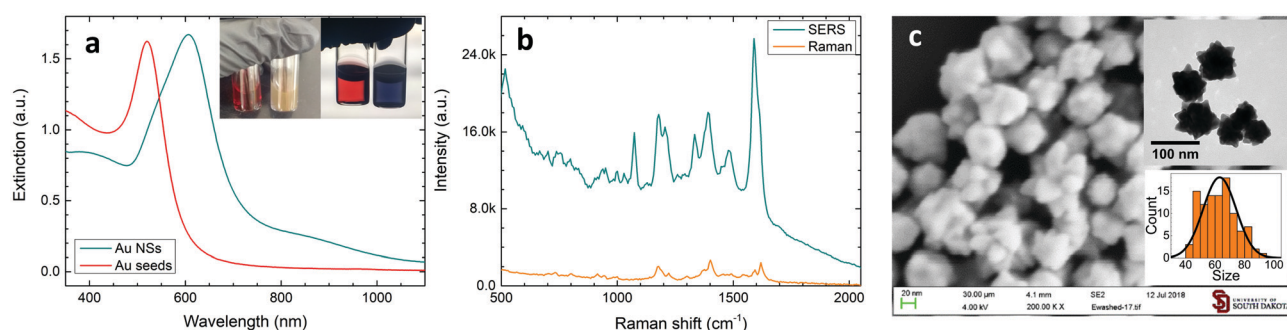 a
Extinction (a.u.)
1.5
1.0
0.5
0.0
Au NSs
Au seeds
400
600
800
1000
Wavelength (nm)
b
SERS
Raman
Intensity (a.u.)
24.0k
16.0k
8.0k
0.0
500
1000
1500
2000
Raman shift (cm⁻¹)
c
100 nm
Count
15
10
5
0
40 60 80 100
Size
20 nm
30.00 µm
4.1 mm
SE2
12 Jul 2018
4.00 kV
200.00 K X
Ewashed-17.tif
UNIVERSITY OF
SOUTH DAKOTA